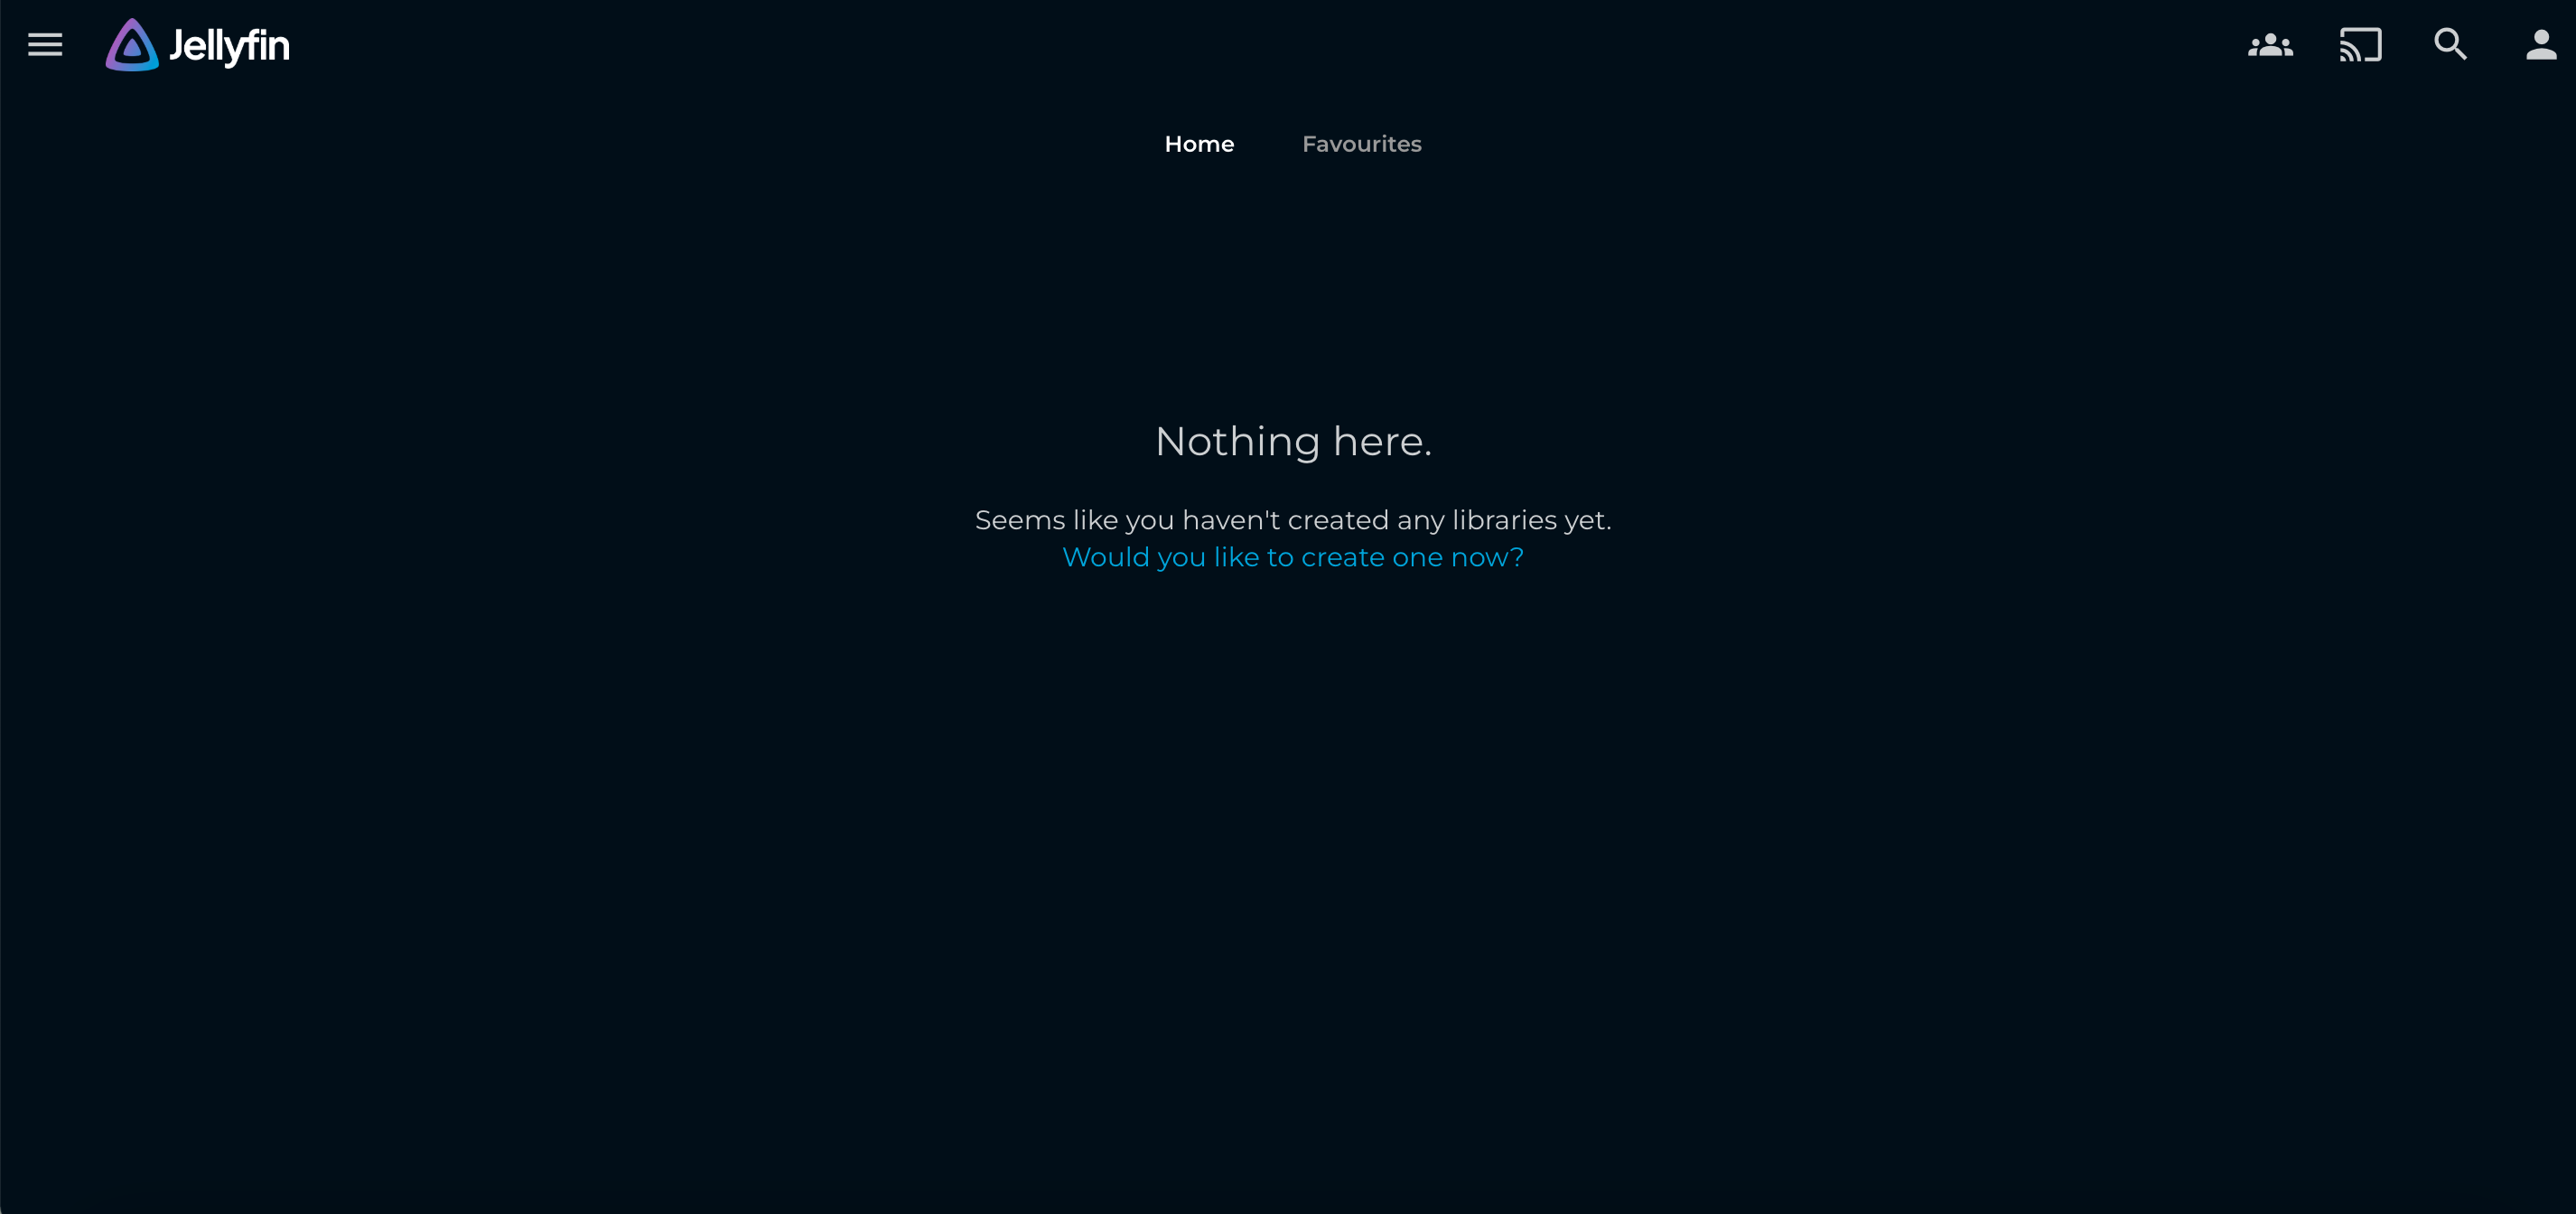 Jellyfin
Home Favourites
Nothing here.
Seems like you haven't created any libraries yet.
Would you like to create one now?